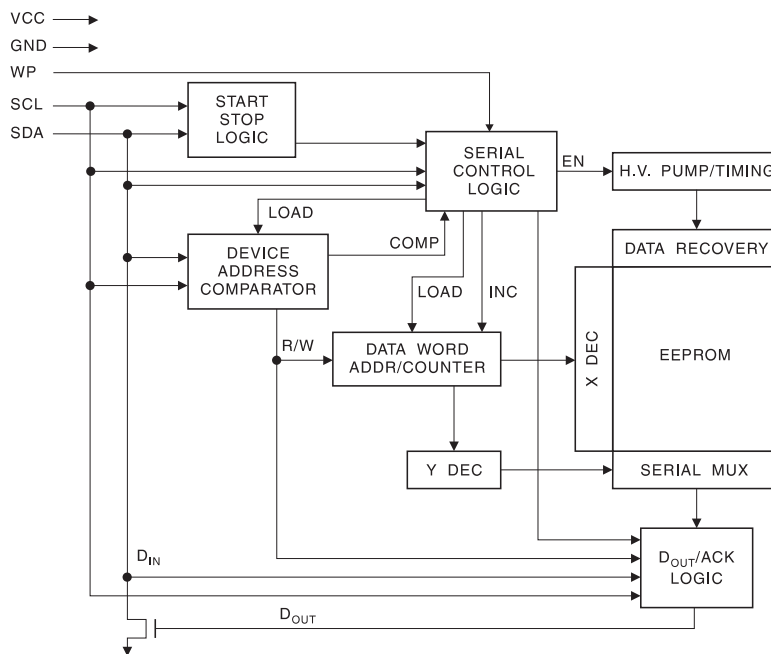 VCC
GND
WP
SCL
SDA
START
STOP
LOGIC
SERIAL
CONTROL
LOGIC
EN
H.V. PUMP/TIMING
LOAD
COMP
DEVICE
ADDRESS
COMPARATOR
DATA RECOVERY
LOAD
INC
R/W
DATA WORD
ADDR/COUNTER
X DEC
EEPROM
Y DEC
SERIAL MUX
DIN
DOUT/ACK
LOGIC
DOUT